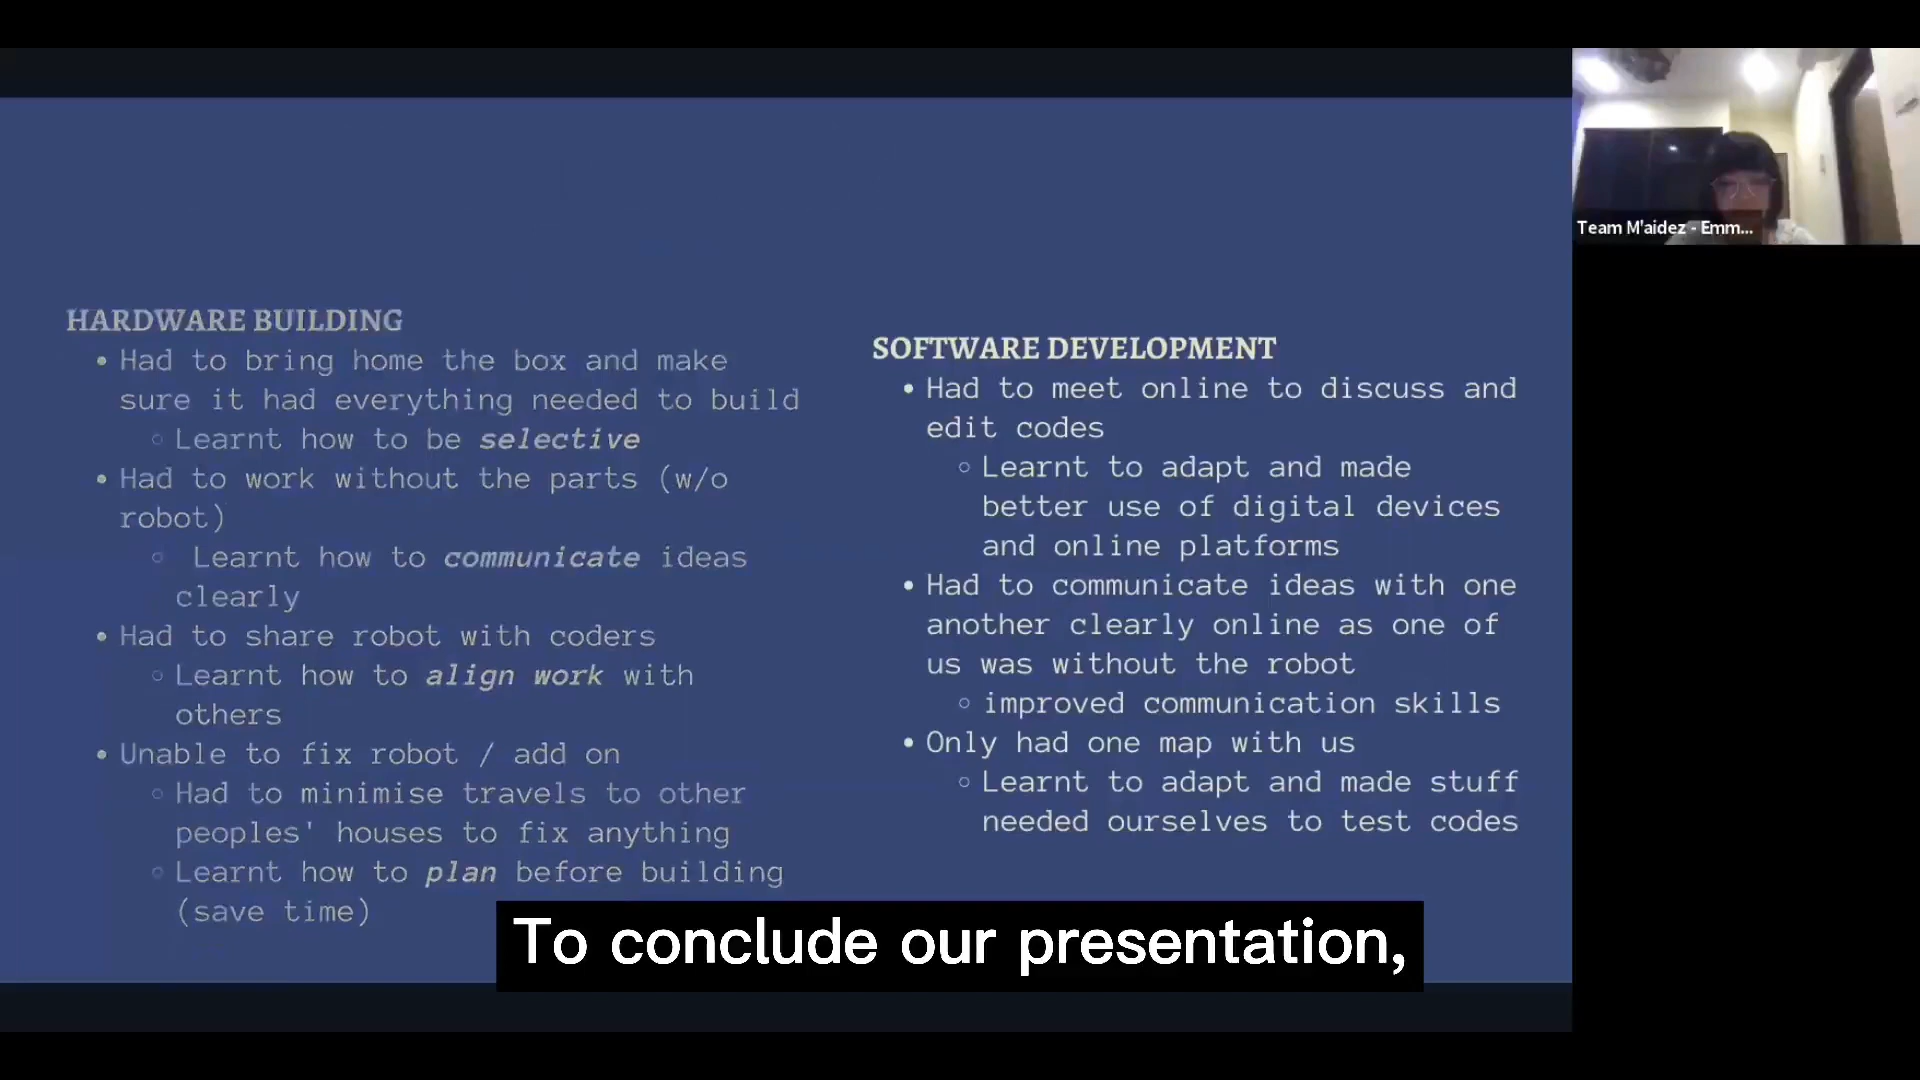 HARDWARE BUILDING
• Had to bring home the box and make
sure it had everything needed to build
○ Learnt how to be selective
• Had to work without the parts (w/o
robot)
○ Learnt how to communicate ideas
clearly
• Had to share robot with coders
○ Learnt how to align work with
others
• Unable to fix robot / add on
○ Had to minimise travels to other
peoples' houses to fix anything
○ Learnt how to plan before building
(save time)
SOFTWARE DEVELOPMENT
• Had to meet online to discuss and
edit codes
○ Learnt to adapt and made
better use of digital devices
and online platforms
• Had to communicate ideas with one
another clearly online as one of
us was without the robot
○ improved communication skills
• Only had one map with us
○ Learnt to adapt and made stuff
needed ourselves to test codes
Team M'aidez - Emm...
To conclude our presentation,